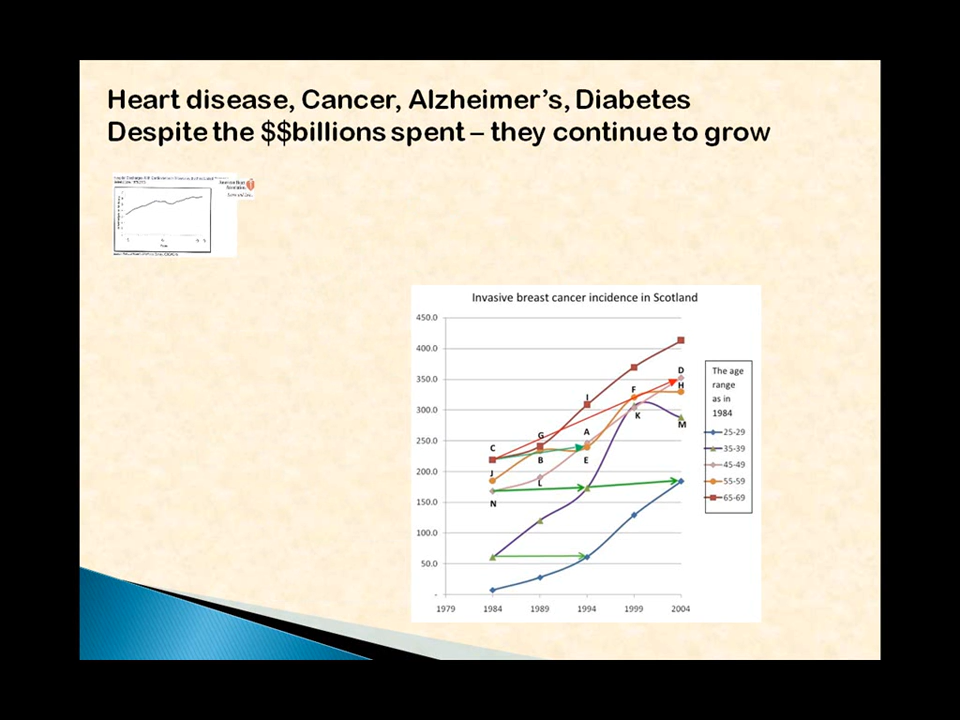 Heart disease, Cancer, Alzheimer's, Diabetes
Despite the $$billions spent – they continue to grow
American Heart
Association
Invasive breast cancer incidence in Scotland
450.0
400.0
350.0
300.0
250.0
200.0
150.0
100.0
50.0
-
1979 1984 1989 1994 1999 2004
C
J
N
G
B
L
I
A
E
F
K
D
H
M
The age
range
as in
1984
25-29
35-39
45-49
55-59
65-69